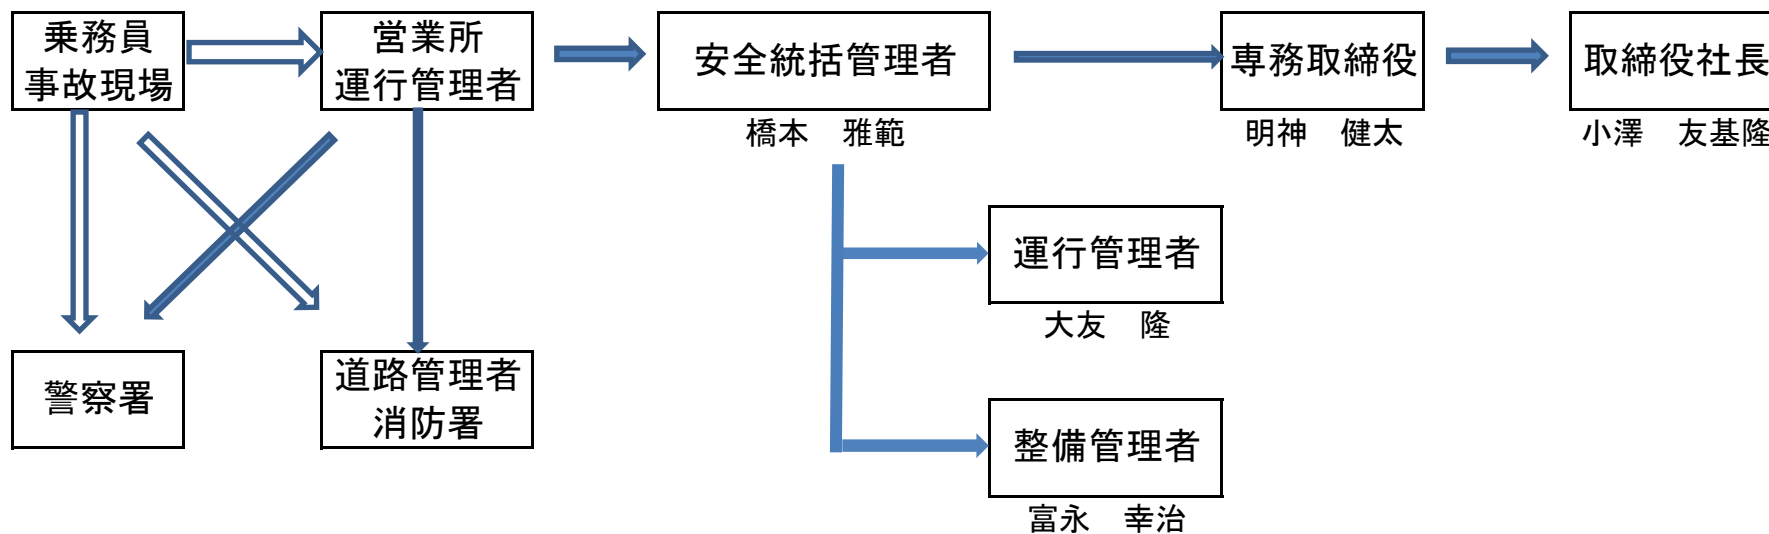 乗務員
事故現場
営業所
運行管理者
安全統括管理者
橋本　雅範
専務取締役
明神　健太
取締役社長
小澤　友基隆
運行管理者
大友　隆
警察署
道路管理者
消防署
整備管理者
富永　幸治